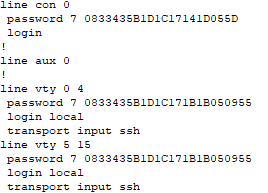 line con 0
 password 7 0833435B1D1C17141D055D
 login
!
line aux 0
!
line vty 0 4
 password 7 0833435B1D1C171B1B050955
 login local
 transport input ssh
line vty 5 15
 password 7 0833435B1D1C171B1B050955
 login local
 transport input ssh